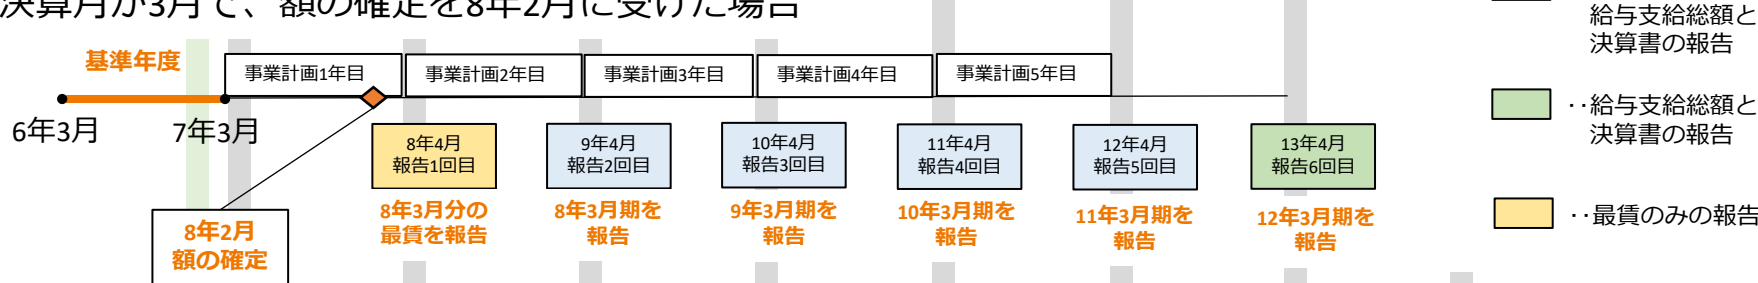 決算月が3月で、額の確定を8年2月に受けた場合
基準年度
事業計画1年目
事業計画2年目
事業計画3年目
事業計画4年目
事業計画5年目
6年3月
7年3月
8年4月
報告1回目
9年4月
報告2回目
10年4月
報告3回目
11年4月
報告4回目
12年4月
報告5回目
13年4月
報告6回目
8年3月分の
最賃を報告
8年3月期を
報告
9年3月期を
報告
10年3月期を
報告
11年3月期を
報告
12年3月期を
報告
8年2月
額の確定
給与支給総額と
決算書の報告
‥給与支給総額と
決算書の報告
‥最賃のみの報告